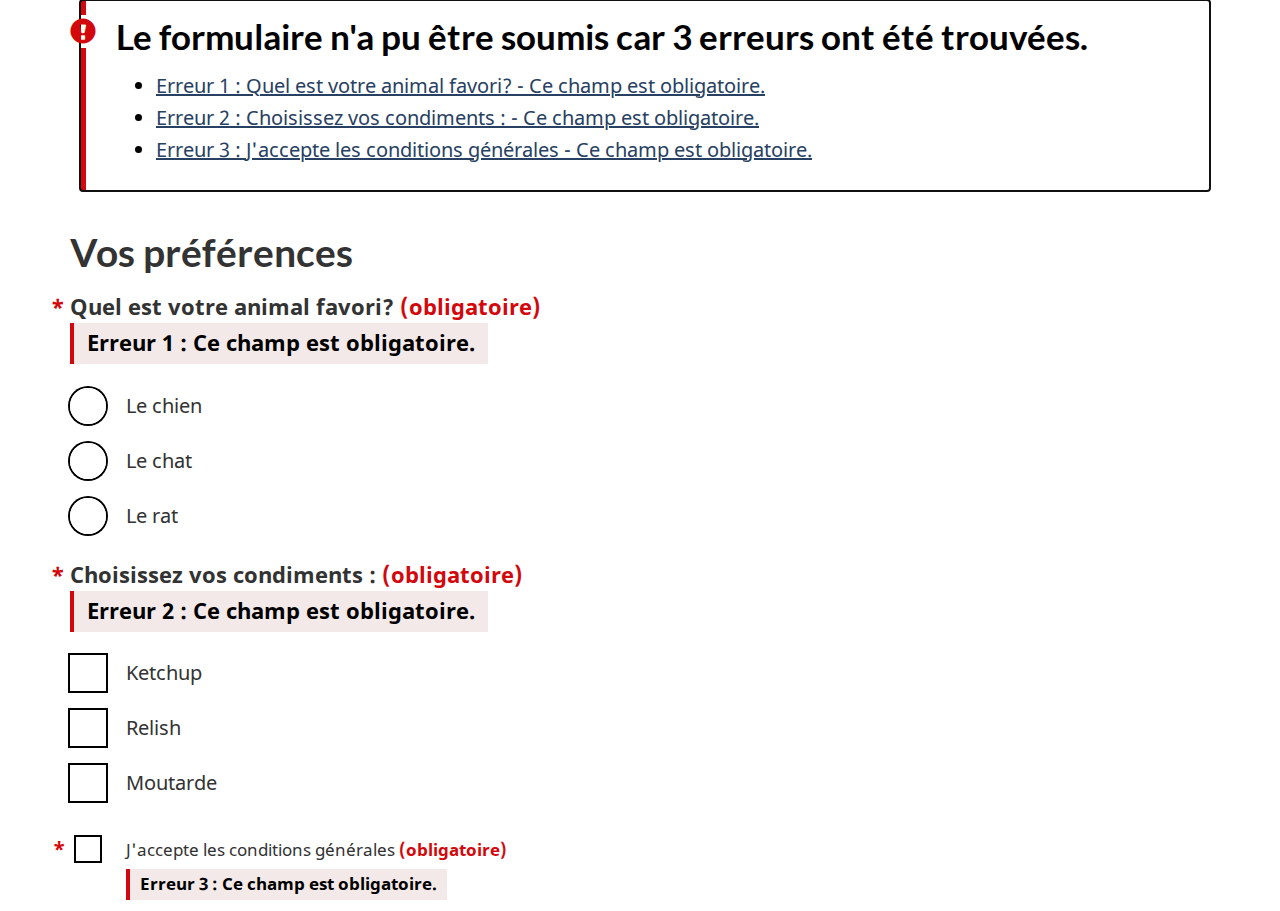 Le formulaire n'a pu être soumis car 3 erreurs ont été trouvées.
Erreur 1 : Quel est votre animal favori? - Ce champ est obligatoire.
Erreur 2 : Choisissez vos condiments : - Ce champ est obligatoire.
Erreur 3 : J'accepte les conditions générales - Ce champ est obligatoire.
Vos préférences
* Quel est votre animal favori? (obligatoire)
Erreur 1 : Ce champ est obligatoire.
Le chien
Le chat
Le rat
* Choisissez vos condiments : (obligatoire)
Erreur 2 : Ce champ est obligatoire.
Ketchup
Relish
Moutarde
* J'accepte les conditions générales (obligatoire)
Erreur 3 : Ce champ est obligatoire.